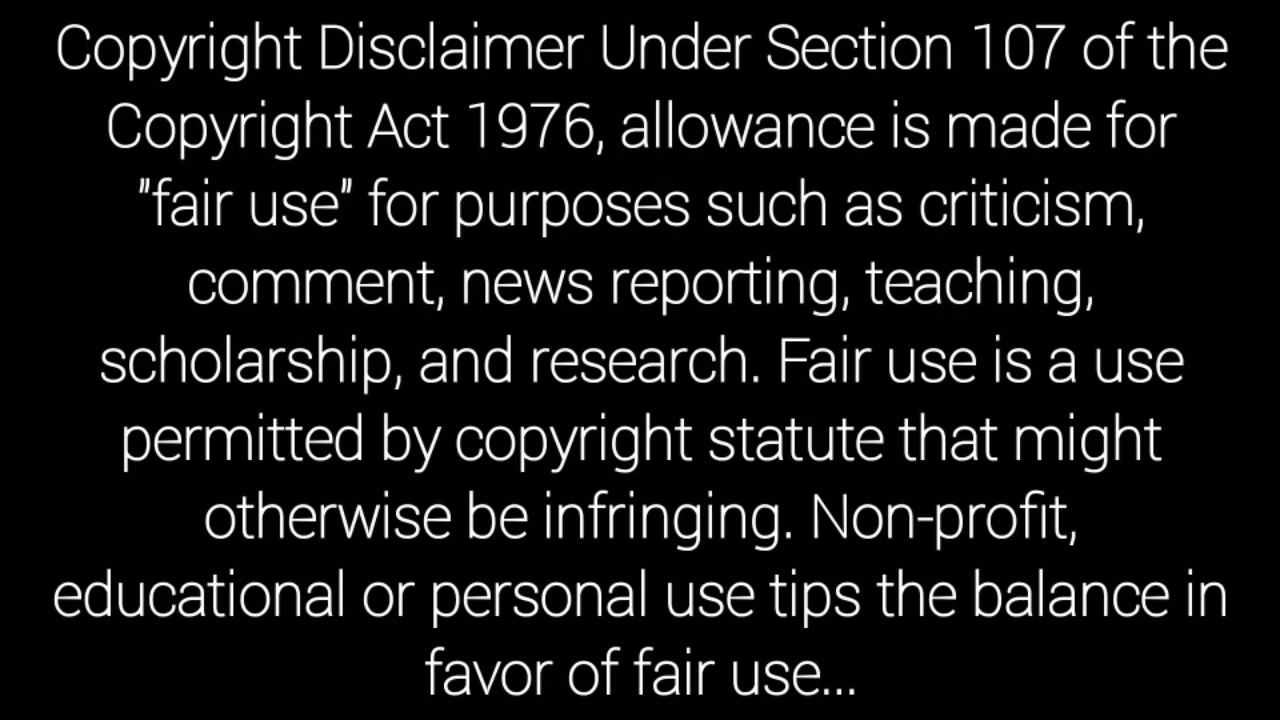 Copyright Disclaimer Under Section 107 of the
Copyright Act 1976, allowance is made for
"fair use" for purposes such as criticism,
comment, news reporting, teaching,
scholarship, and research. Fair use is a use
permitted by copyright statute that might
otherwise be infringing. Non-profit,
educational or personal use tips the balance in
favor of fair use...